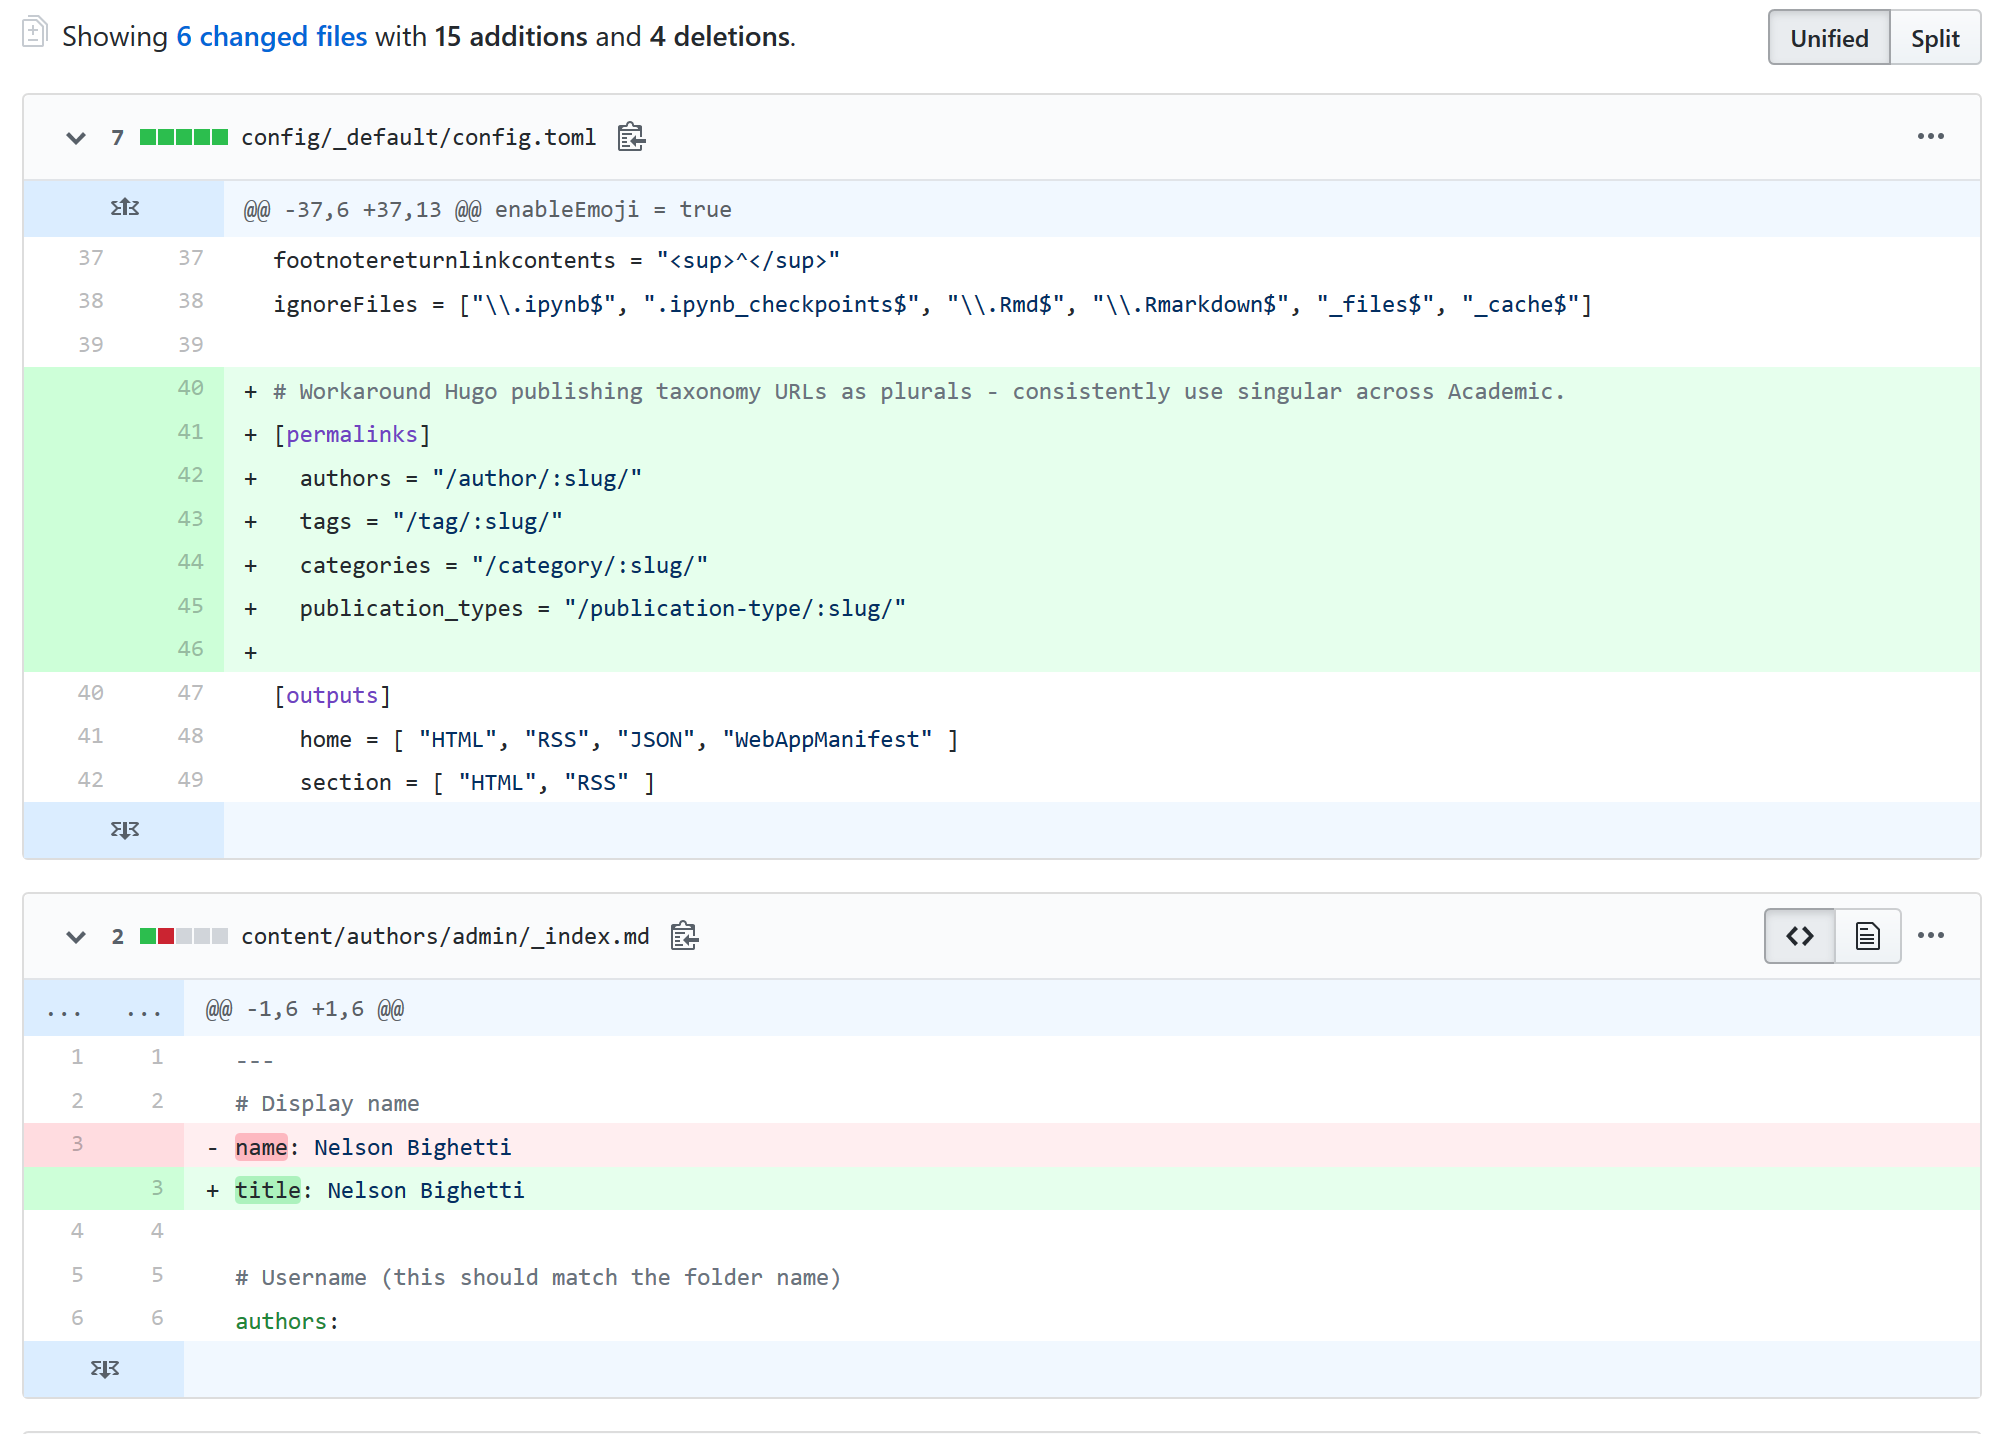 Showing 6 changed files with 15 additions and 4 deletions.
Unified Split
7 config/_default/config.toml
@@ -37,6 +37,13 @@ enableEmoji = true
37 37 footnotereturnlinkcontents = "<sup>^</sup>"
38 38 ignoreFiles = ["\\.ipynb$", ".ipynb_checkpoints$", "\\.Rmd$", "\\.Rmarkdown$", "_files$", "_cache$"]
39 39
40 + # Workaround Hugo publishing taxonomy URLs as plurals - consistently use singular across Academic.
41 + [permalinks]
42 +   authors = "/author/:slug/"
43 +   tags = "/tag/:slug/"
44 +   categories = "/category/:slug/"
45 +   publication_types = "/publication-type/:slug/"
46 +
40 47 [outputs]
41 48   home = [ "HTML", "RSS", "JSON", "WebAppManifest" ]
42 49   section = [ "HTML", "RSS" ]
2 content/authors/admin/_index.md
... ... @@ -1,6 +1,6 @@
1 1 ---
2 2 # Display name
3 - name: Nelson Bighetti
3 + title: Nelson Bighetti
4 4
5 5 # Username (this should match the folder name)
6 6 authors: